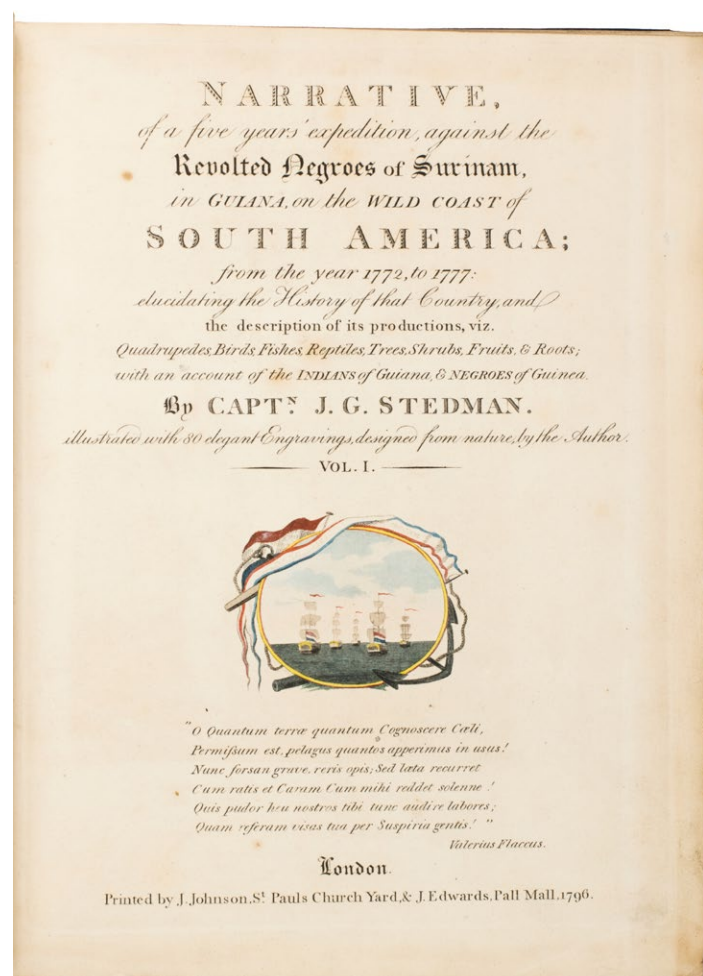 NARRATIVE,
of a five years' expedition, against the
Revolted Negroes of Surinam,
in GUIANA, on the WILD COAST of
SOUTH AMERICA;
from the year 1772, to 1777:
elucidating the History of that Country, and
the description of its productions, viz.
Quadrupedes, Birds, Fishes, Reptiles, Trees, Shrubs, Fruits, & Roots;
with an account of the INDIANS of Guiana, & NEGROES of Guinea.
By CAPTN. J. G. STEDMAN.
illustrated with 80 elegant Engravings, designed from nature, by the Author.
VOL. I.
"O Quantum terræ quantum Cognoscere Cœli,
Permiſsum est, pelagus quantos apperimus in usus!
Nunc forsan grave, reris opis; Sed læta recurret
Cum ratis et Caram Cum mihi reddet solenne!
Quis pudor heu nostros tibi tunc audire labores;
Quam referam visas tua per Suspiria gentis! "
Valerius Flaccus.
London.
Printed by J. Johnson, St. Pauls Church Yard, & J. Edwards, Pall Mall, 1796.